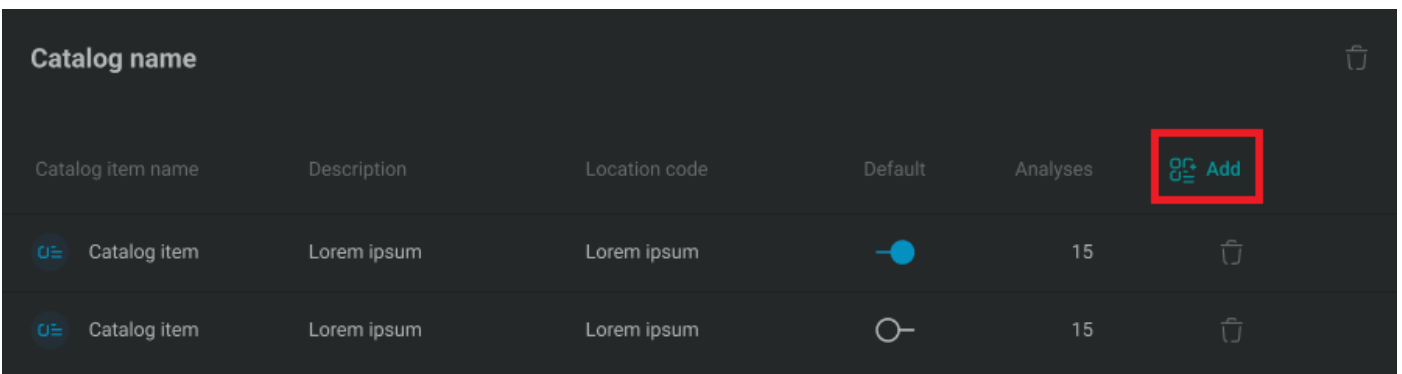 Catalog name
Catalog item name Description Location code Default Analyses Add
Catalog item Lorem ipsum Lorem ipsum 15
Catalog item Lorem ipsum Lorem ipsum 15